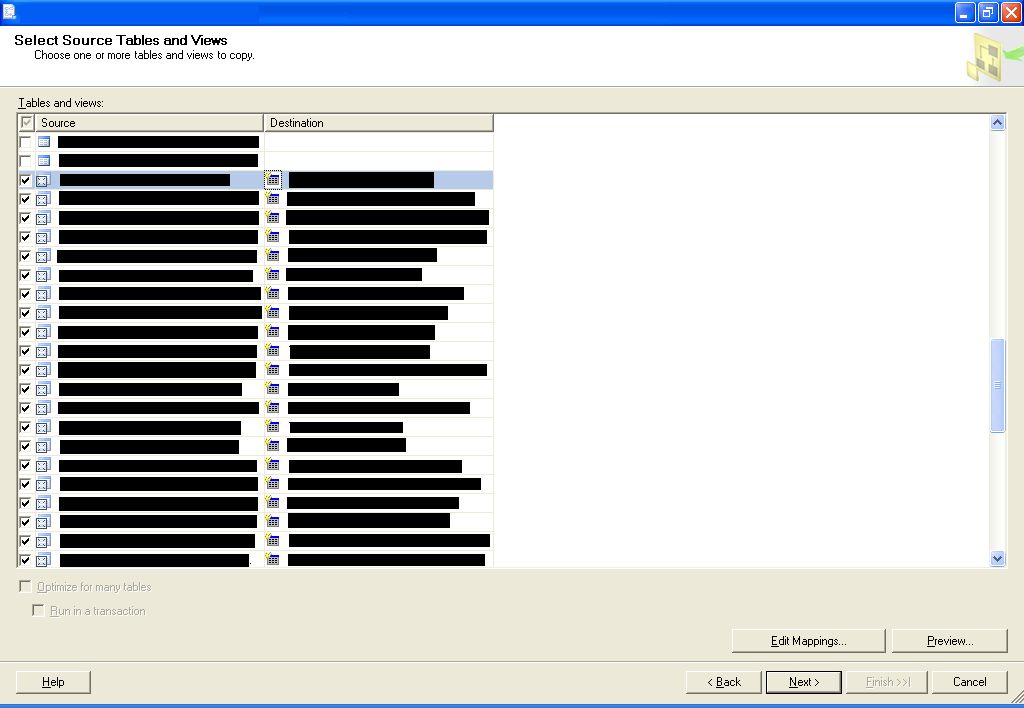 Select Source Tables and Views
Choose one or more tables and views to copy.
Tables and views:
Source Destination
Optimize for many tables
Run in a transaction
Edit Mappings... Preview...
Help < Back Next > Finish >>| Cancel